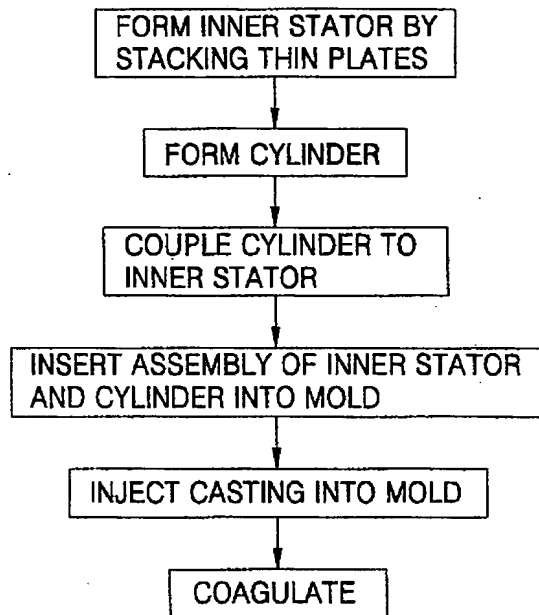 FORM INNER STATOR BY
STACKING THIN PLATES
FORM CYLINDER
COUPLE CYLINDER TO
INNER STATOR
INSERT ASSEMBLY OF INNER STATOR
AND CYLINDER INTO MOLD
INJECT CASTING INTO MOLD
COAGULATE